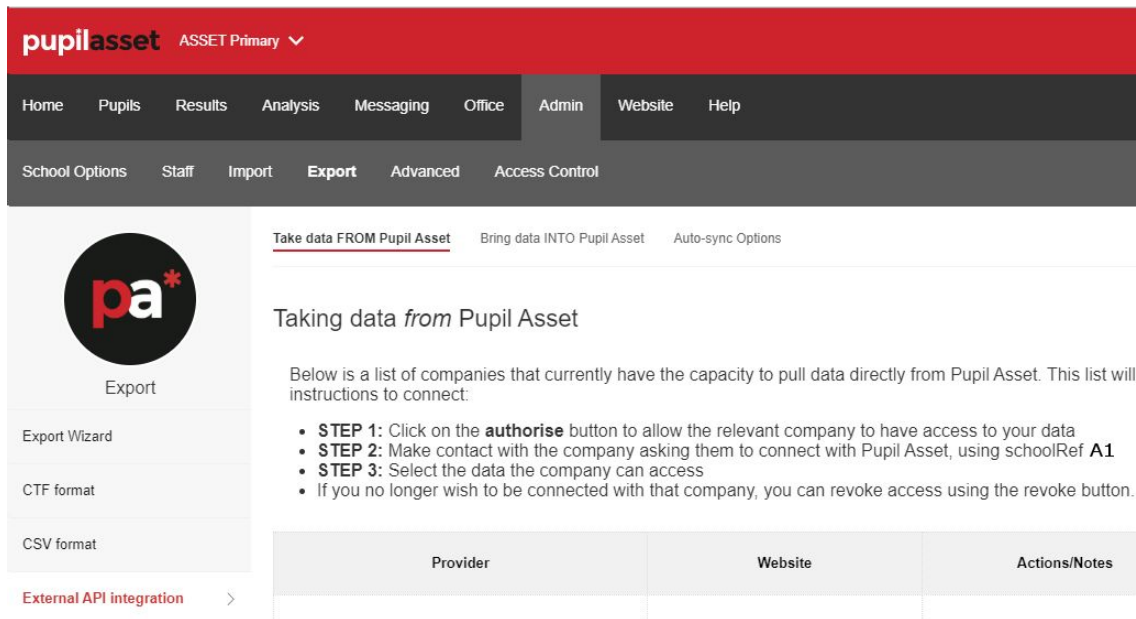 pupilasset ASSET Primary
Home Pupils Results Analysis Messaging Office Admin Website Help
School Options Staff Import Export Advanced Access Control
Take data FROM Pupil Asset Bring data INTO Pupil Asset Auto-sync Options
pa*
Export
Export Wizard
CTF format
CSV format
External API integration
Taking data from Pupil Asset
Below is a list of companies that currently have the capacity to pull data directly from Pupil Asset. This list will
instructions to connect:
• STEP 1: Click on the authorise button to allow the relevant company to have access to your data
• STEP 2: Make contact with the company asking them to connect with Pupil Asset, using schoolRef A1
• STEP 3: Select the data the company can access
• If you no longer wish to be connected with that company, you can revoke access using the revoke button.
Provider Website Actions/Notes